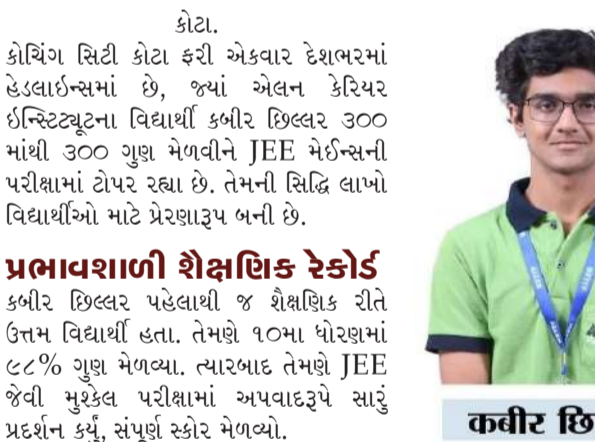 કોટા.
કોચિંગ સિટી કોટા ફરી એકવાર દેશભરમાં
હેડલાઇન્સમાં છે, જ્યાં એલન કેરિયર
ઇન્સ્ટિટ્યૂટના વિદ્યાર્થી કબીર છિલ્લર ૩૦૦
માંથી ૩૦૦ ગુણ મેળવીને JEE મેઈન્સની
પરીક્ષામાં ટોપર રહ્યા છે. તેમની સિદ્ધિ લાખો
વિદ્યાર્થીઓ માટે પ્રેરણારૂપ બની છે.
પ્રભાવશાળી શૈક્ષણિક રેકોર્ડ
કબીર છિલ્લર પહેલાથી જ શૈક્ષણિક રીતે
ઉત્તમ વિદ્યાર્થી હતા. તેમણે ૧૦મા ધોરણમાં
૯૮% ગુણ મેળવ્યા. ત્યારબાદ તેમણે JEE
જેવી મુશ્કેલ પરીક્ષામાં અપવાદરૂપે સારું
પ્રદર્શન કર્યું, સંપૂર્ણ સ્કોર મેળવ્યો.
कबीर छि